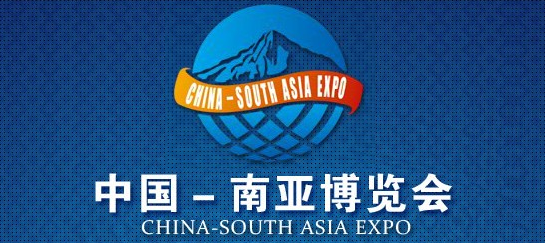 CHINA – SOUTH ASIA EXPO
中国 – 南亚博览会
CHINA-SOUTH ASIA EXPO